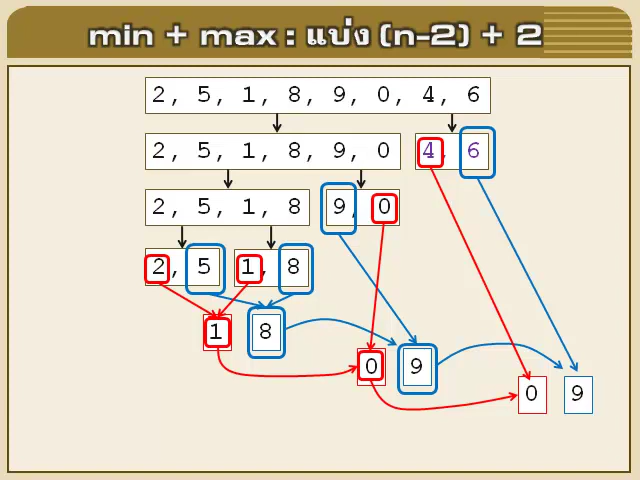 min + max : แบ่ง (n-2) + 2
2, 5, 1, 8, 9, 0, 4, 6
2, 5, 1, 8, 9, 0
4, 6
2, 5, 1, 8
9, 0
2, 5
1, 8
1
8
0
9
0
9